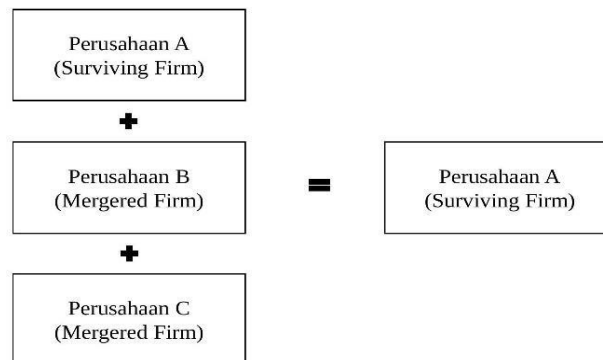 Perusahaan A
(Surviving Firm)
+
Perusahaan B
(Mergered Firm)
+
Perusahaan C
(Mergered Firm)
=
Perusahaan A
(Surviving Firm)